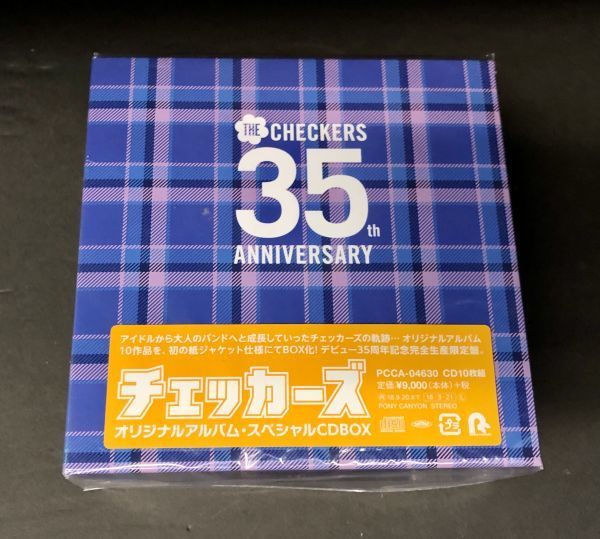 THE CHECKERS
35th
ANNIVERSARY
アイドルから大人のバンドへと成長していったチェッカーズの軌跡… オリジナルアルバム
10作品を、初の紙ジャケット仕様にてBOX化! デビュー35周年記念完全生産限定盤。
チェッカーズ
オリジナルアルバム・スペシャルCDBOX
PCCA-04630 CD10枚組
定価¥9,000(本体)+税
PONY CANYON STEREO